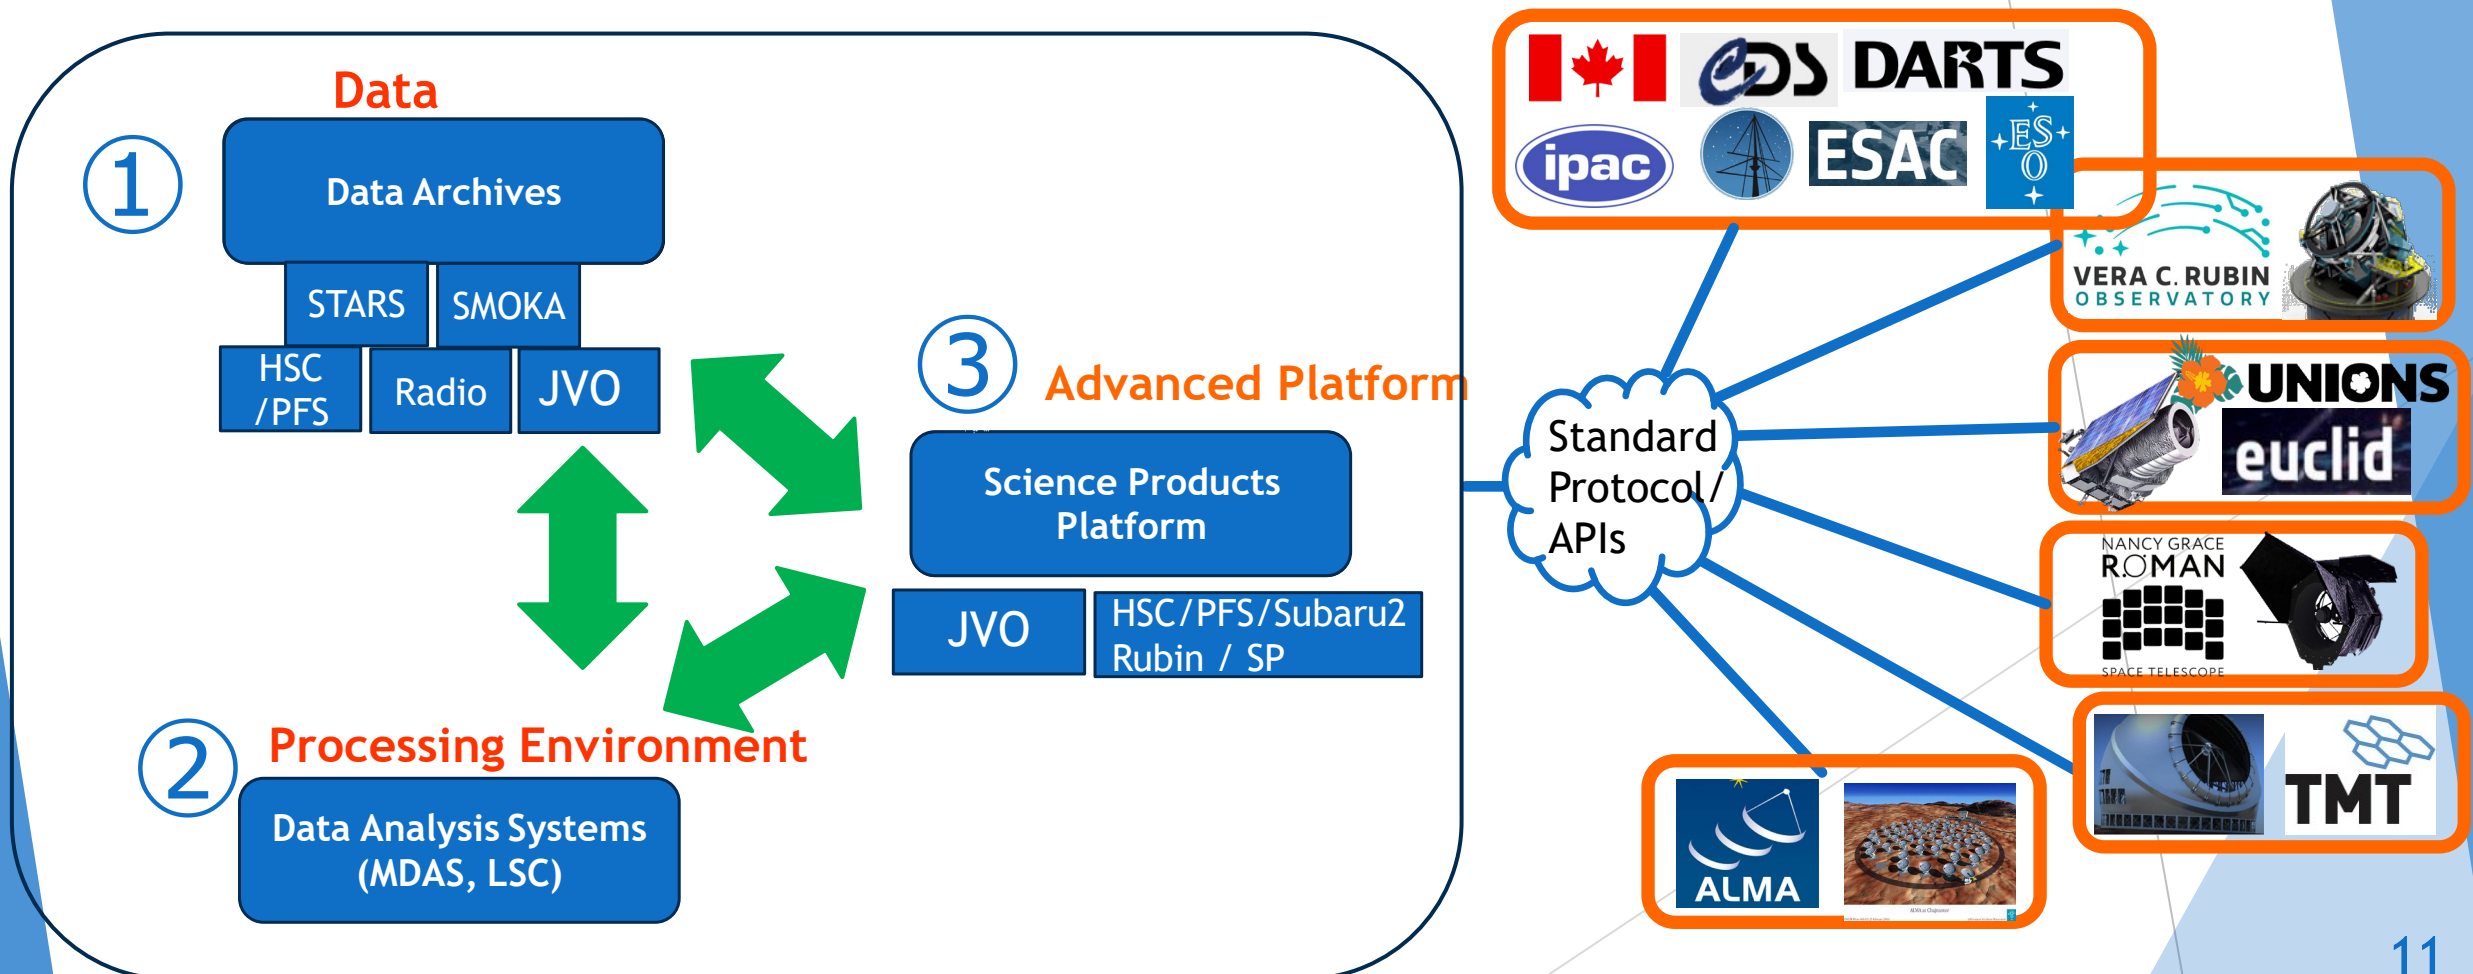 Data
①
Data Archives
STARS
SMOKA
HSC
/PFS
Radio
JVO
③
Advanced Platform
Science Products
Platform
JVO
HSC/PFS/Subaru2
Rubin / SP
②
Processing Environment
Data Analysis Systems
(MDAS, LSC)
Standard
Protocol/
APIs
CDS
DARTS
ipac
ESAC
ESO
VERA C. RUBIN
OBSERVATORY
UNIONS
euclid
NANCY GRACE
ROMAN
SPACE TELESCOPE
TMT
ALMA
11